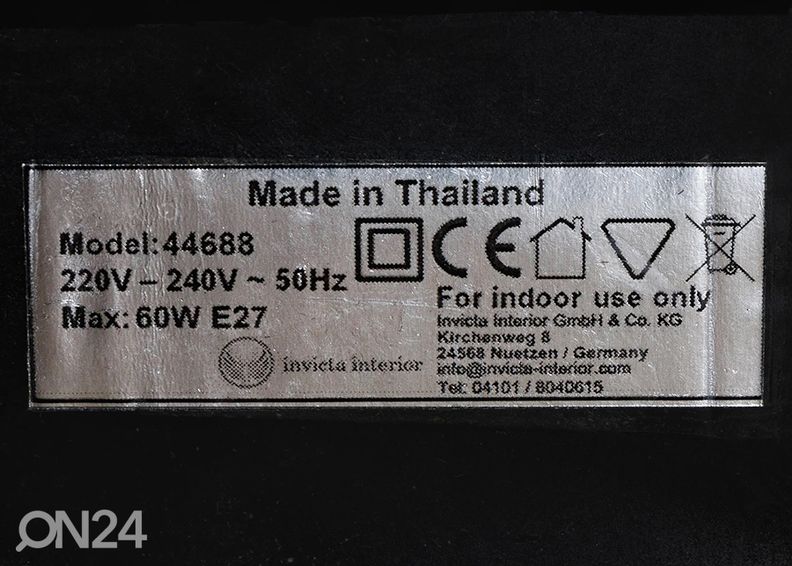 Made in Thailand
Model: 44688
220V – 240V ~ 50Hz
Max: 60W E27
CE
For indoor use only
Invicta Interior GmbH & Co. KG
Kirchenweg 8
24568 Nuetzen / Germany
info@invicta-interior.com
Tel: 04101 / 8040615
invicta interior
ON24